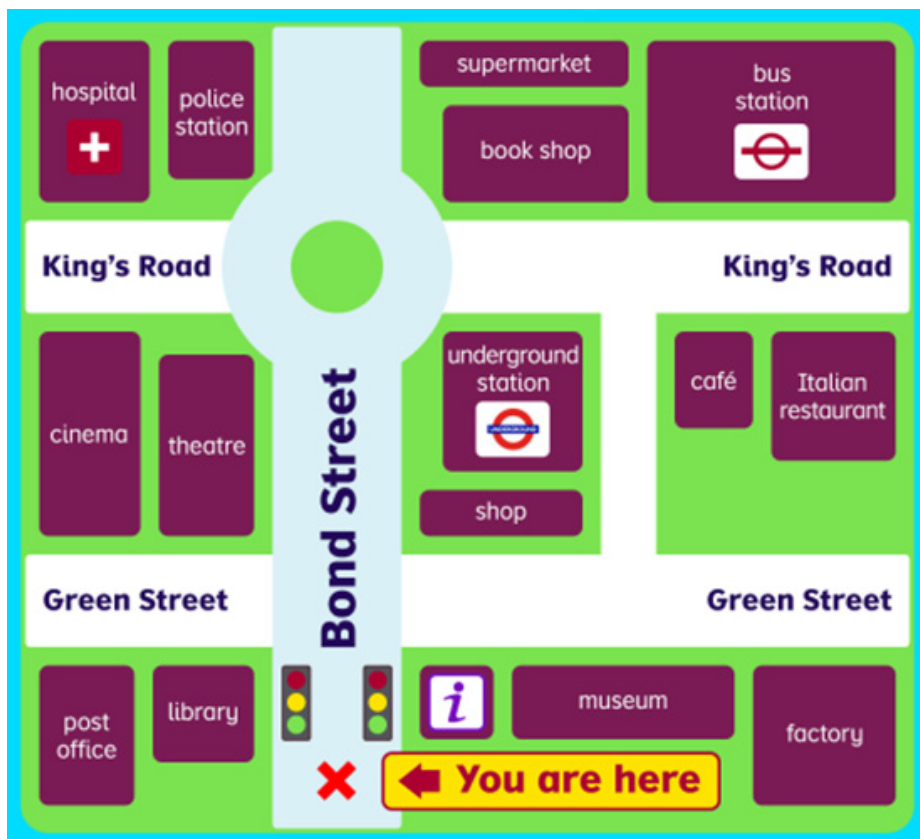 hospital
police
station
supermarket
book shop
bus
station
King's Road
King's Road
cinema
theatre
Bond Street
underground
station
UNDERGROUND
shop
café
Italian
restaurant
Green Street
Green Street
post
office
library
i
museum
factory
You are here